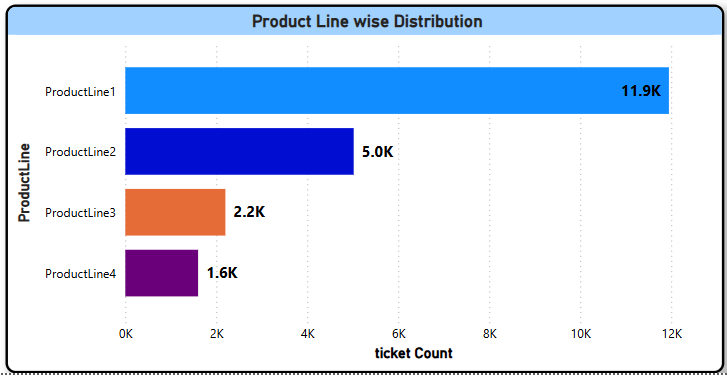 Product Line wise Distribution
ProductLine
ProductLine1
11.9K
ProductLine2
5.0K
ProductLine3
2.2K
ProductLine4
1.6K
0K 2K 4K 6K 8K 10K 12K
ticket Count